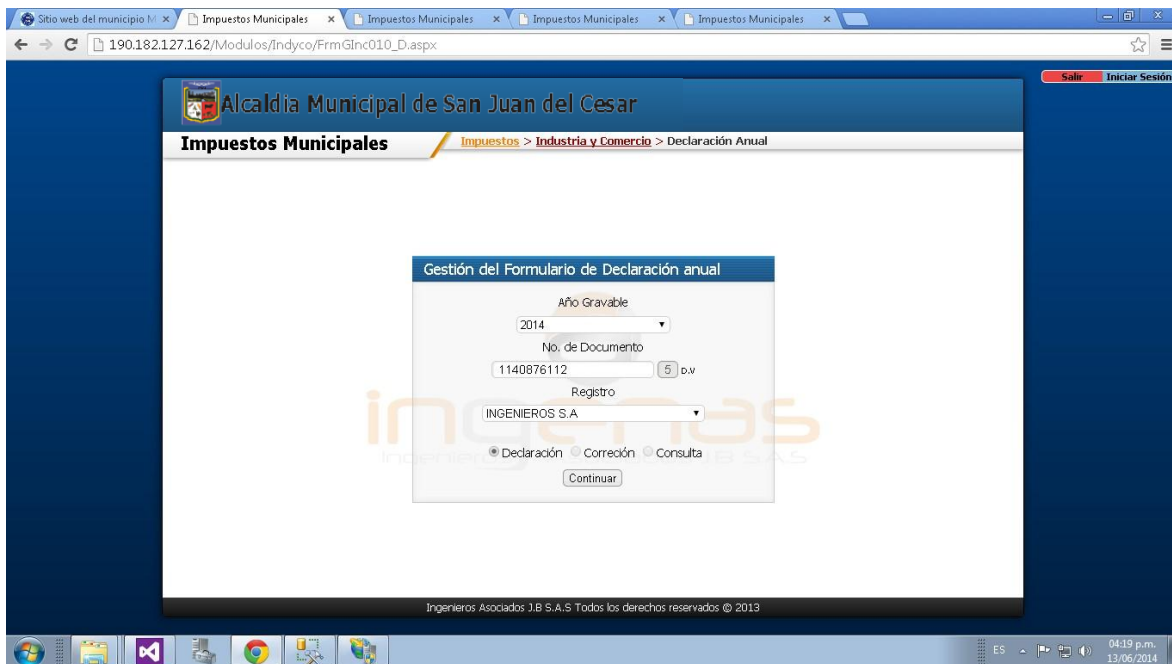 Sitio web del municipio M
Impuestos Municipales
Impuestos Municipales
Impuestos Municipales
Impuestos Municipales
190.182.127.162/Modulos/Indyco/FrmGInc010_D.aspx
Salir Iniciar Sesión
Alcaldia Municipal de San Juan del Cesar
Impuestos Municipales
Impuestos > Industria y Comercio > Declaración Anual
Gestión del Formulario de Declaración anual
Año Gravable
2014
No. de Documento
1140876112 5 D.V
Registro
INGENIEROS S.A
ingenas
Declaración Correción Consulta
Continuar
Ingenieros Asociados J.B S.A.S Todos los derechos reservados © 2013
ES 04:19 p.m.
13/06/2014